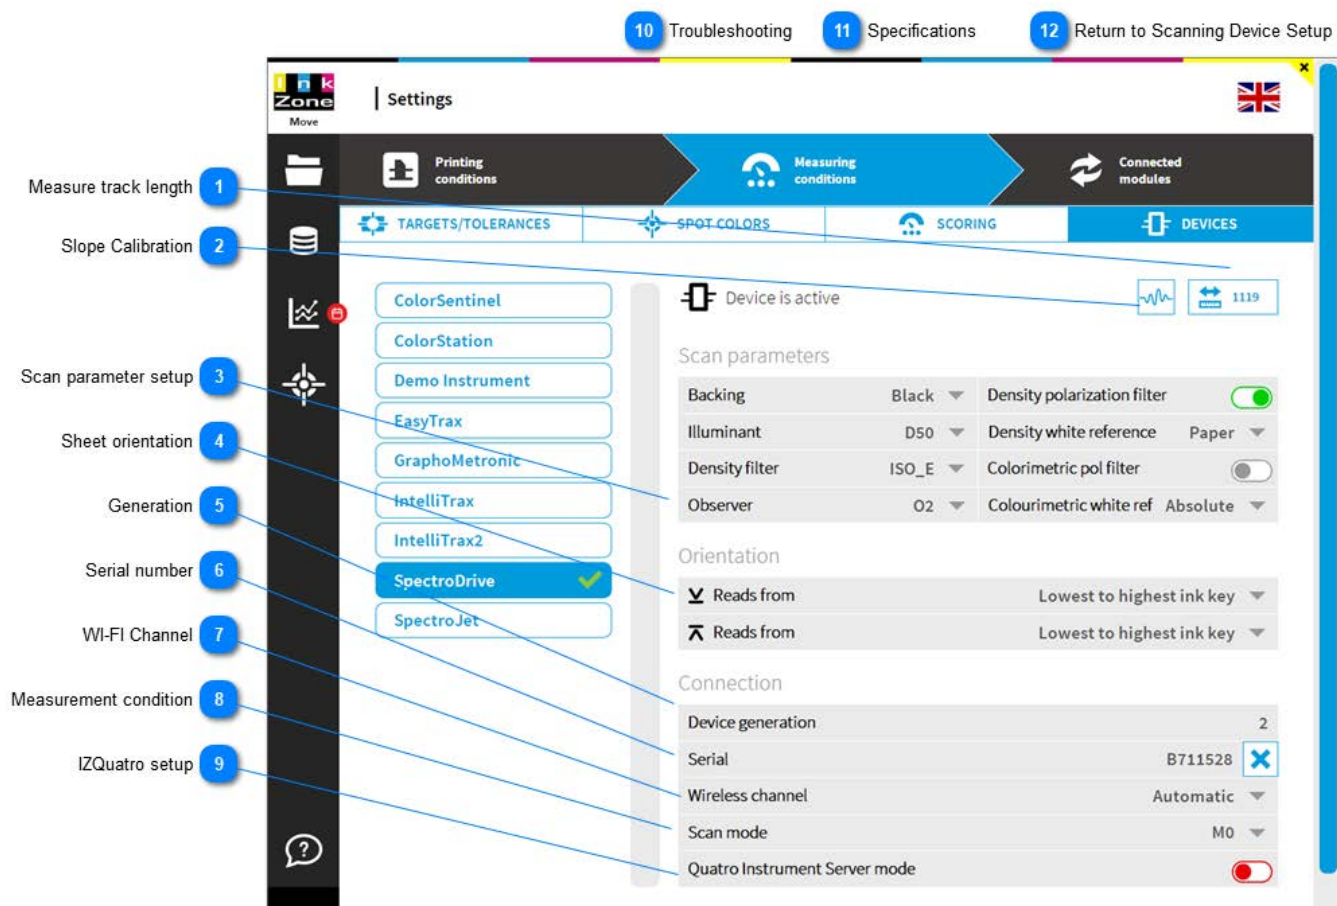 10 Troubleshooting 11 Specifications 12 Return to Scanning Device Setup
Ink
Zone
Move
Settings
x
Printing
conditions
Measuring
conditions
Connected
modules
Measure track length 1
TARGETS/TOLERANCES SPOT COLORS SCORING DEVICES
Slope Calibration 2
ColorSentinel
Device is active
1119
ColorStation
Scan parameters
Scan parameter setup 3
Demo Instrument
Backing Black Density polarization filter
EasyTrax
Illuminant D50 Density white reference Paper
Sheet orientation 4
GraphoMetronic
Density filter ISO_E Colorimetric pol filter
Generation 5
IntelliTrax
Observer O2 Colourimetric white ref Absolute
IntelliTrax2
Orientation
Serial number 6
SpectroDrive
Reads from Lowest to highest ink key
SpectroJet
WI-FI Channel 7
Reads from Lowest to highest ink key
Connection
Measurement condition 8
Device generation 2
IZQuatro setup 9
Serial B711528
Wireless channel Automatic
Scan mode M0
?
Quatro Instrument Server mode